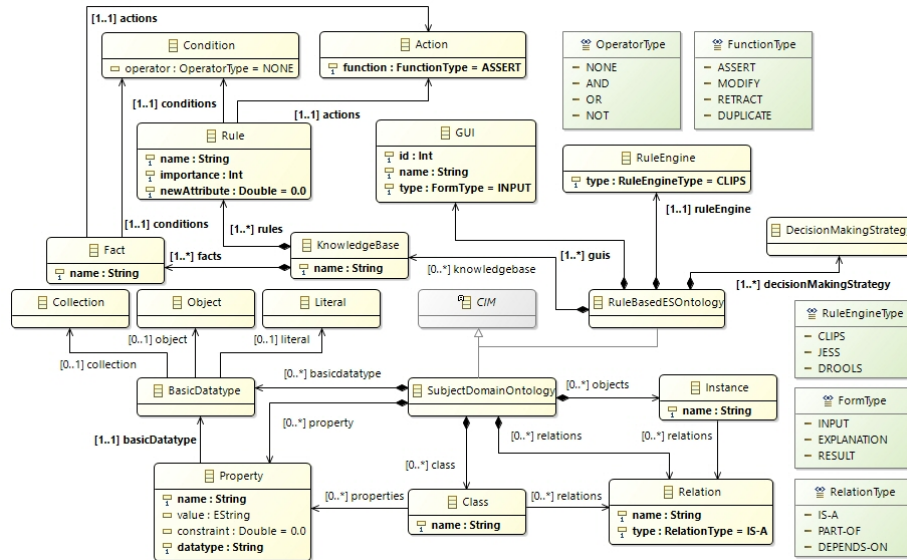 [1..1] actions
Condition
operator : OperatorType = NONE
Action
function : FunctionType = ASSERT
OperatorType
NONE
AND
OR
NOT
FunctionType
ASSERT
MODIFY
RETRACT
DUPLICATE
[1..1] conditions
[1..1] actions
Rule
name : String
importance : Int
newAttribute : Double = 0.0
GUI
id : Int
name : String
type : FormType = INPUT
RuleEngine
type : RuleEngineType = CLIPS
[1..1] ruleEngine
[1..1] conditions
[1..*] rules
Fact
name : String
[1..*] facts
KnowledgeBase
name : String
[0..*] knowledgebase
[1..*] guis
DecisionMakingStrategy
[1..*] decisionMakingStrategy
Collection
Object
Literal
CIM
RuleBasedESOntology
RuleEngineType
CLIPS
JESS
DROOLS
[0..1] collection
[0..1] object
[0..1] literal
BasicDatatype
[0..*] basicdatatype
SubjectDomainOntology
[0..*] objects
Instance
name : String
FormType
INPUT
EXPLANATION
RESULT
[1..1] basicDatatype
[0..*] property
[0..*] relations
[0..*] relations
[0..*] class
Property
name : String
value : EString
constraint : Double = 0.0
datatype : String
[0..*] properties
Class
name : String
[0..*] relations
Relation
name : String
type : RelationType = IS-A
RelationType
IS-A
PART-OF
DEPENDS-ON